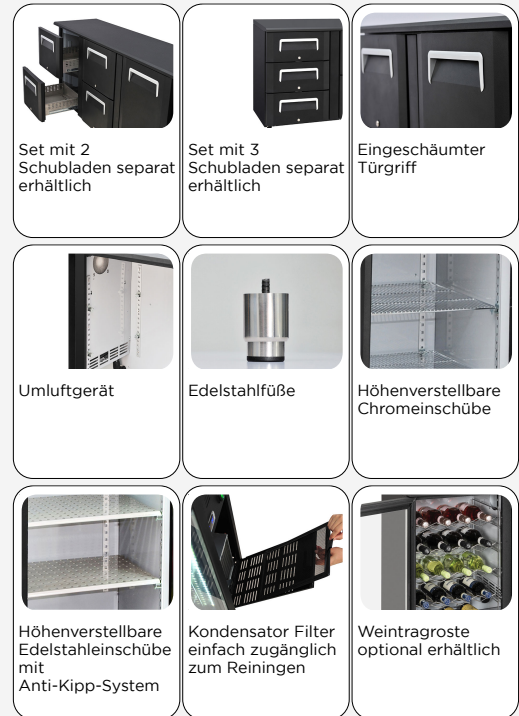 Set mit 2
Schubladen separat
erhältlich
Set mit 3
Schubladen separat
erhältlich
Eingeschäumter
Türgriff
Umluftgerät
Edelstahlfüße
Höhenverstellbare
Chromeinschübe
Höhenverstellbare
Edelstahleinschübe
mit
Anti-Kipp-System
Kondensator Filter
einfach zugänglich
zum Reiningen
Weintragroste
optional erhältlich